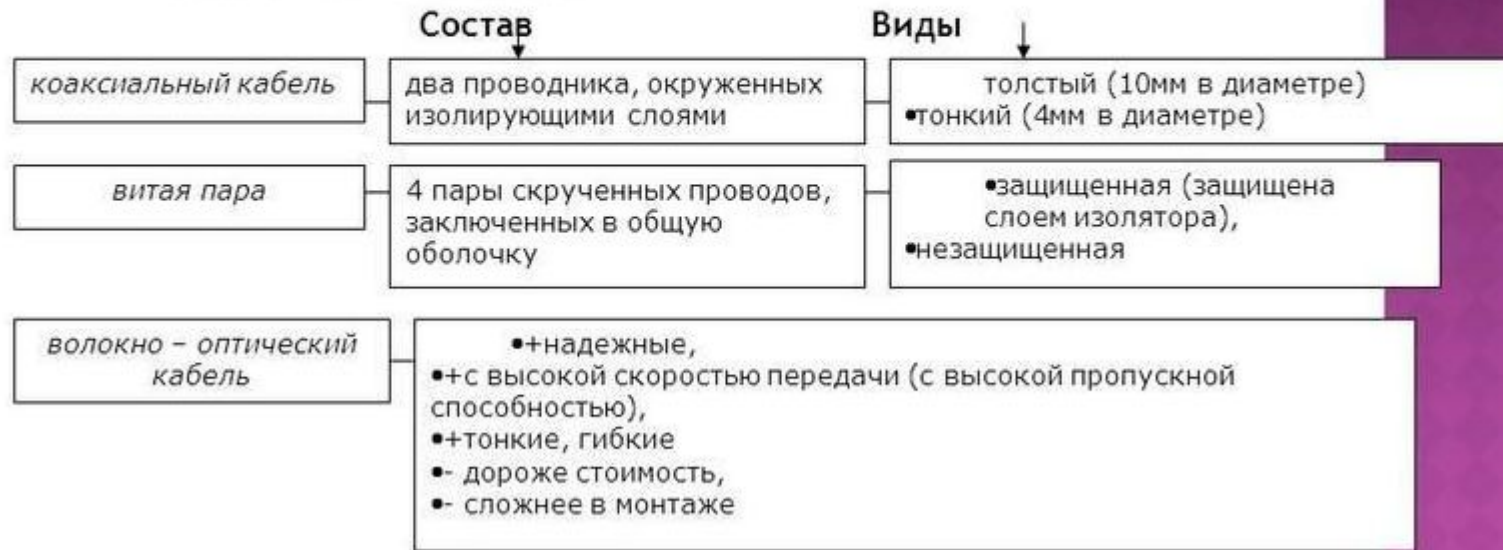 Состав
Виды
коаксиальный кабель
два проводника, окруженных
изолирующими слоями
толстый (10мм в диаметре)
•тонкий (4мм в диаметре)
витая пара
4 пары скрученных проводов,
заключенных в общую
оболочку
•защищенная (защищена
слоем изолятора),
•незащищенная
волокно – оптический
кабель
•+надежные,
•+с высокой скоростью передачи (с высокой пропускной
способностью),
•+тонкие, гибкие
•- дороже стоимость,
•- сложнее в монтаже